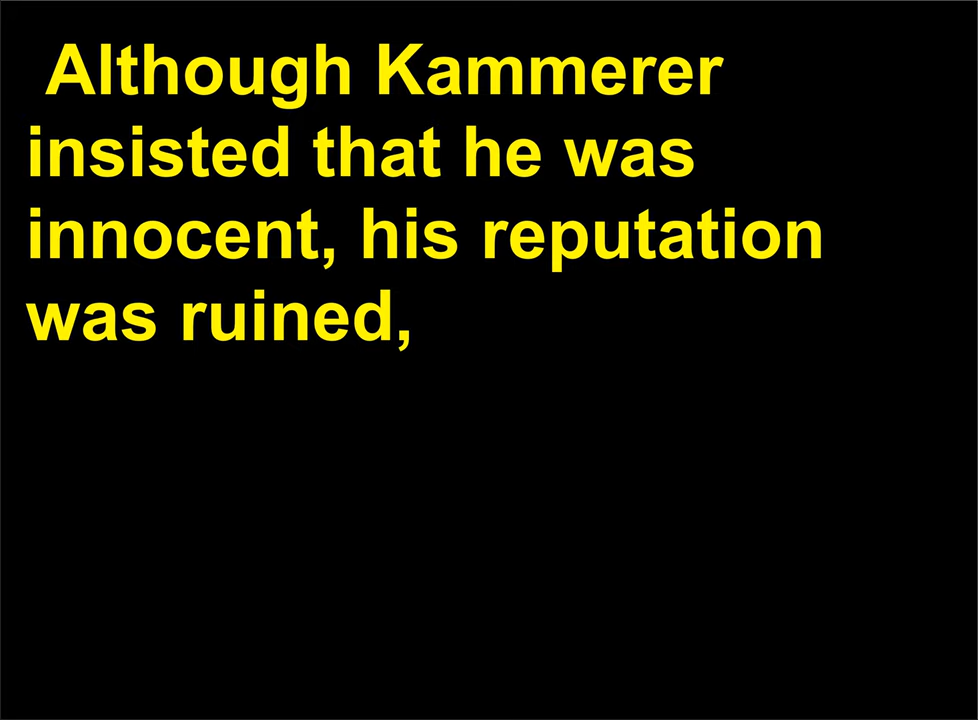 Although Kammerer
insisted that he was
innocent, his reputation
was ruined,